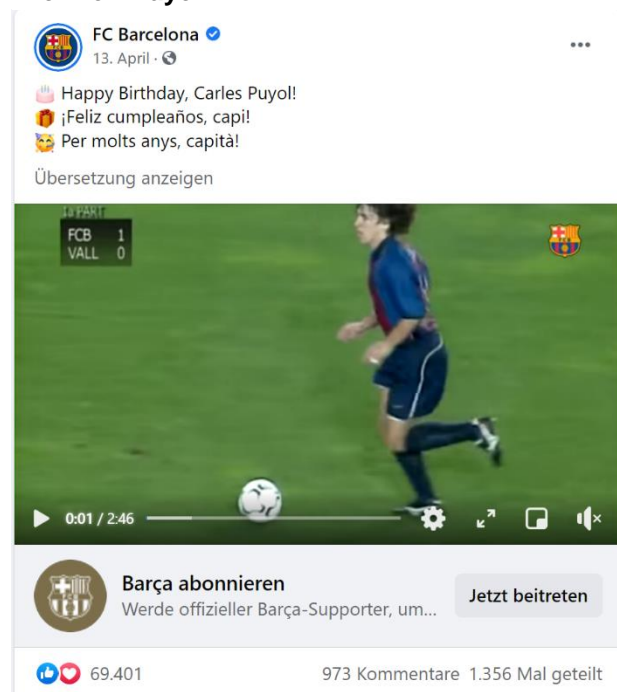 FC Barcelona
13. April ·
🎂 Happy Birthday, Carles Puyol!
🎁 ¡Feliz cumpleaños, capi!
🥳 Per molts anys, capità!
Übersetzung anzeigen
1a PART
FCB 1
VALL 0
0:01 / 2:46
Barça abonnieren
Werde offizieller Barça-Supporter, um...
Jetzt beitreten
69.401 973 Kommentare 1.356 Mal geteilt